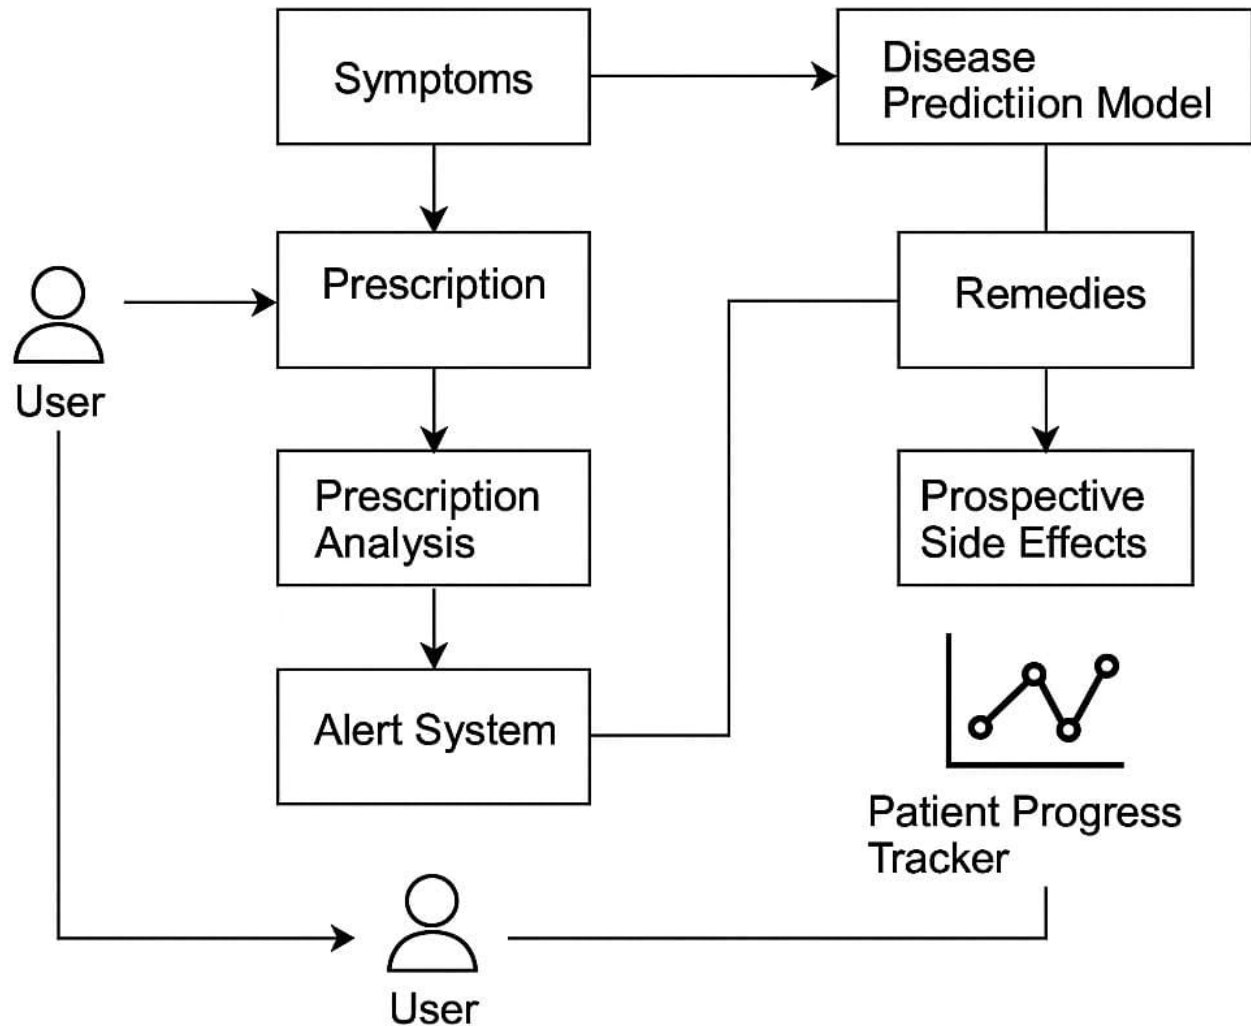 Symptoms
Disease
Predictiion Model
Prescription
Remedies
User
Prescription
Analysis
Prospective
Side Effects
Alert System
Patient Progress
Tracker
User